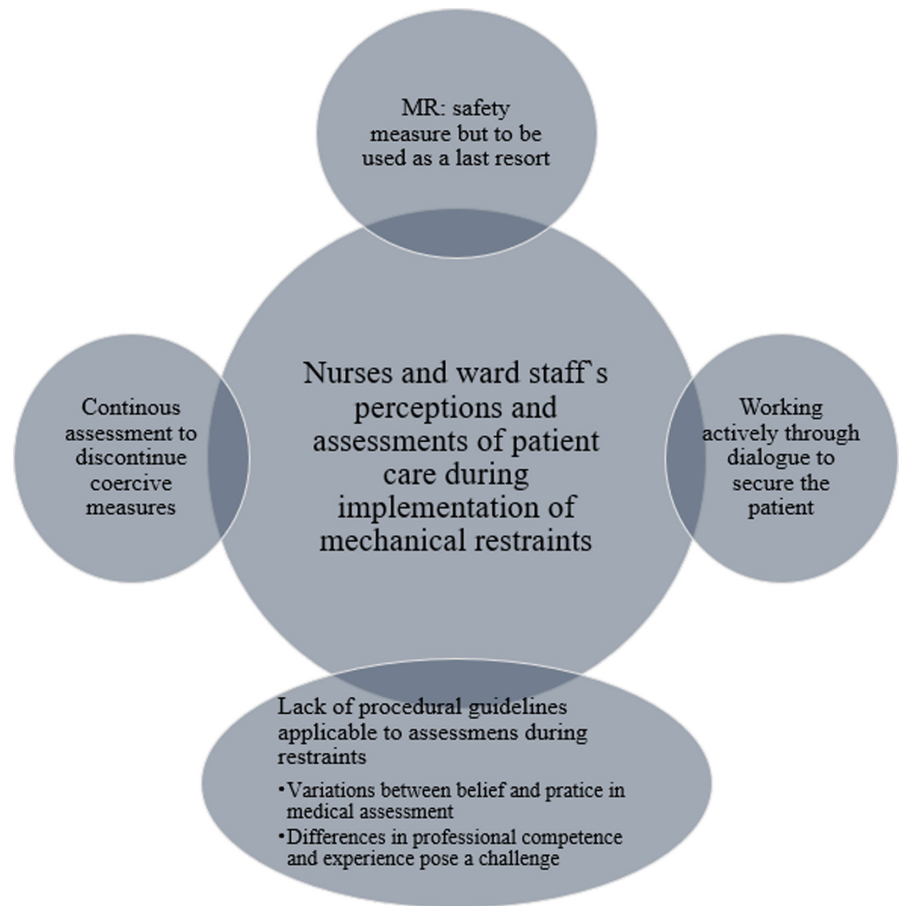 MR: safety
measure but to be
used as a last resort
Nurses and ward staff`s
perceptions and
assessments of patient
care during
implementation of
mechanical restraints
Continous
assessment to
discontinue
coercive
measures
Working
actively through
dialogue to
secure the
patient
Lack of procedural guidelines
applicable to assessmens during
restraints
•Variations between belief and pratice in
medical assessment
•Differences in professional competence
and experience pose a challenge